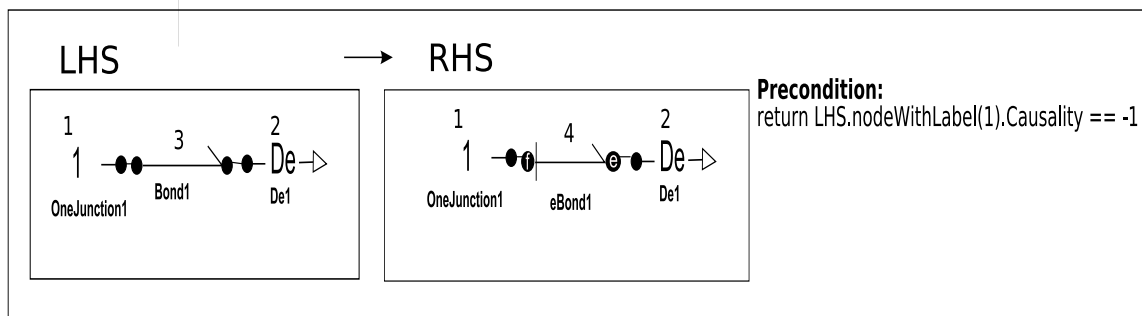 LHS
RHS
Precondition:
return LHS.nodeWithLabel(1).Causality == -1
1
3
2
1
De
Bond1
OneJunction1
De1
1
4
2
1
f
e
De
OneJunction1
eBond1
De1